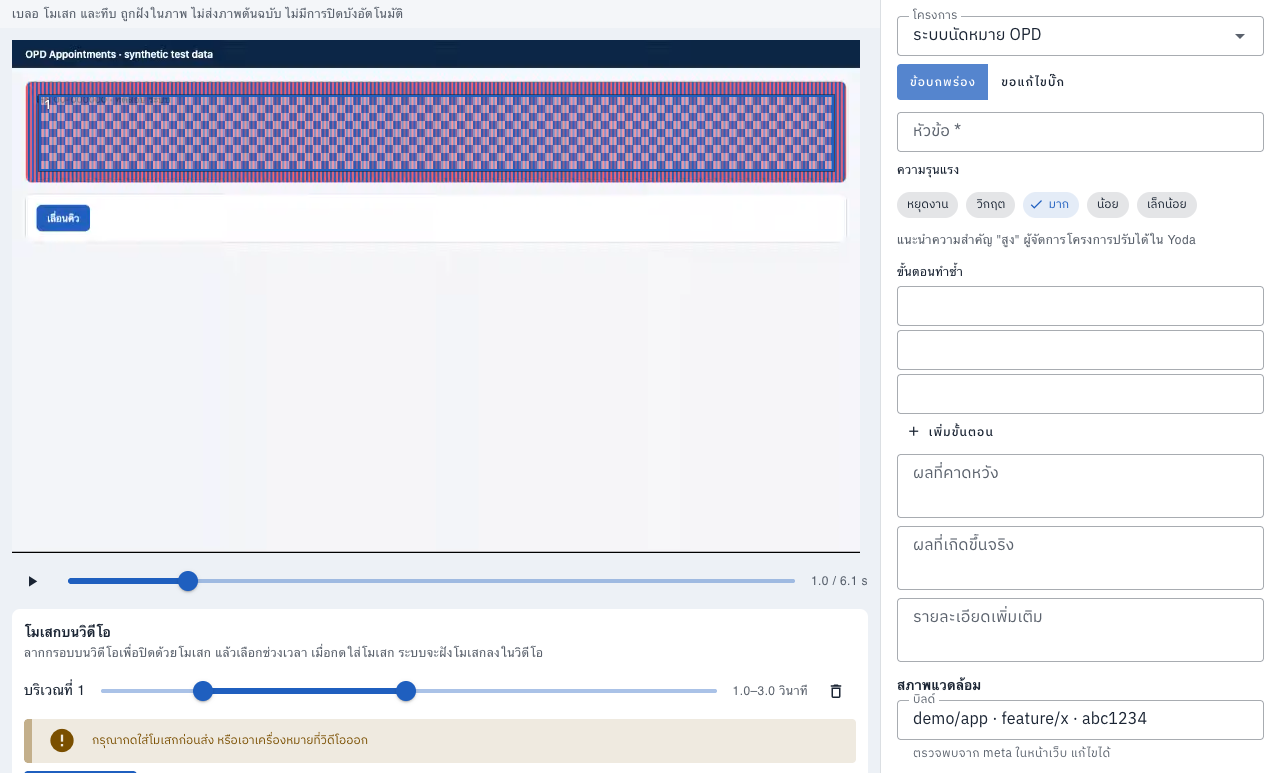 เบลอ โมเสก และทึบ ถูกฝังในภาพ ไม่ส่งภาพต้นฉบับ ไม่มีการปิดบังอัตโนมัติ
OPD Appointments · synthetic test data
1
เลื่อนคิว
1.0 / 6.1 s
โมเสกบนวิดีโอ
ลากกรอบบนวิดีโอเพื่อปิดด้วยโมเสก แล้วเลือกช่วงเวลา เมื่อกดใส่โมเสก ระบบจะฝังโมเสกลงในวิดีโอ
บริเวณที่ 1
1.0–3.0 วินาที
กรุณากดใส่โมเสกก่อนส่ง หรือเอาเครื่องหมายที่วิดีโอออก
โครงการ
ระบบนัดหมาย OPD
ข้อบกพร่อง ขอแก้ไขบั๊ก
หัวข้อ *
ความรุนแรง
หยุดงาน วิกฤต มาก น้อย เล็กน้อย
แนะนำความสำคัญ "สูง" ผู้จัดการโครงการปรับได้ใน Yoda
ขั้นตอนทำซ้ำ
+ เพิ่มขั้นตอน
ผลที่คาดหวัง
ผลที่เกิดขึ้นจริง
รายละเอียดเพิ่มเติม
สภาพแวดล้อม
บิลด์
demo/app · feature/x · abc1234
ตรวจพบจาก meta ในหน้าเว็บ แก้ไขได้